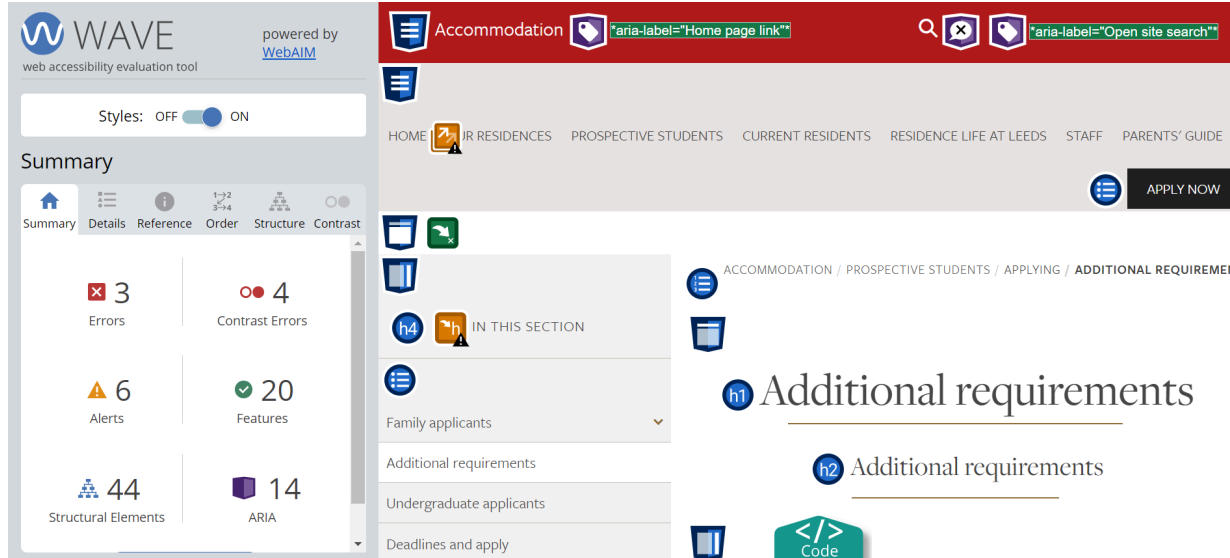 WAVE
powered by
WebAIM
web accessibility evaluation tool
Styles: OFF ON
Summary
Summary Details Reference Order Structure Contrast
3
Errors
4
Contrast Errors
6
Alerts
20
Features
44
Structural Elements
14
ARIA
Accommodation *aria-label="Home page link"* *aria-label="Open site search"*
HOME UR RESIDENCES PROSPECTIVE STUDENTS CURRENT RESIDENTS RESIDENCE LIFE AT LEEDS STAFF PARENTS' GUIDE
APPLY NOW
ACCOMMODATION / PROSPECTIVE STUDENTS / APPLYING / ADDITIONAL REQUIREME
h4 h IN THIS SECTION
Family applicants
Additional requirements
Undergraduate applicants
Deadlines and apply
h1 Additional requirements
h2 Additional requirements
</>
Code